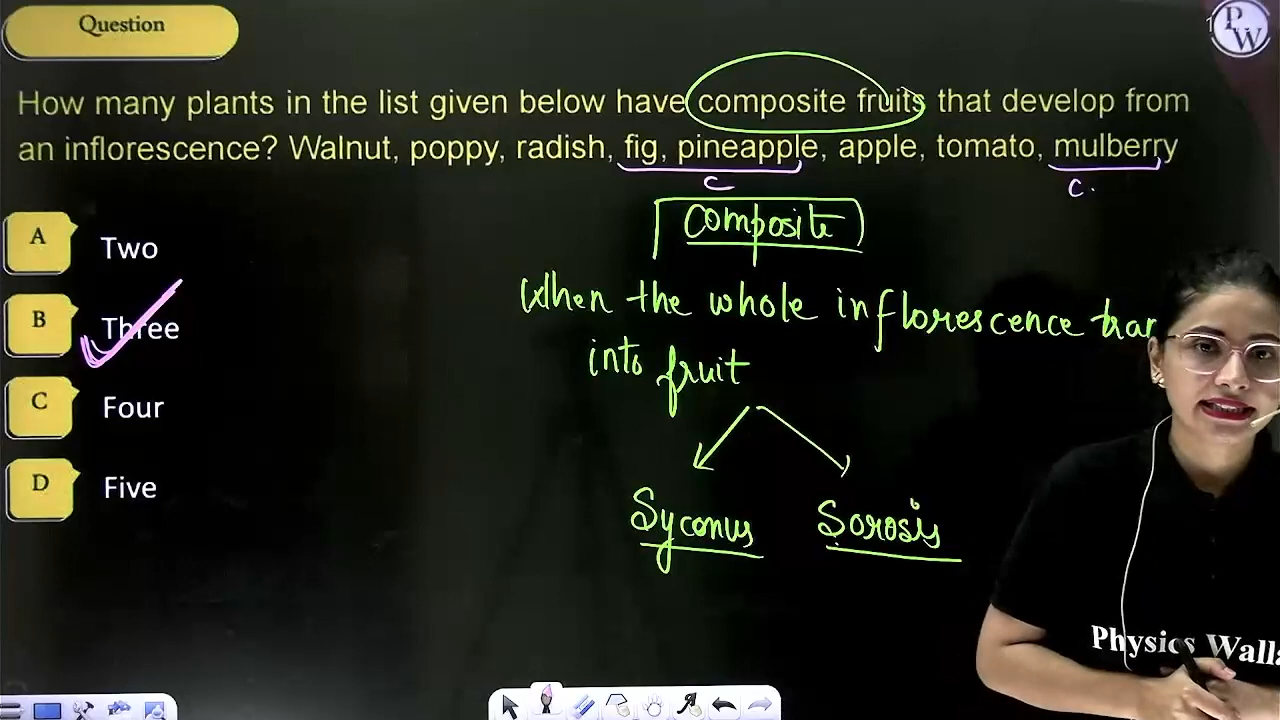 Question
PW
How many plants in the list given below have composite fruits that develop from
an inflorescence? Walnut, poppy, radish, fig, pineapple, apple, tomato, mulberry
C
C.
Composite
A
Two
When the whole inflorescence tran
B
Three
into fruit
C
Four
D
Five
Syconus
Sorosis
Physics Walla